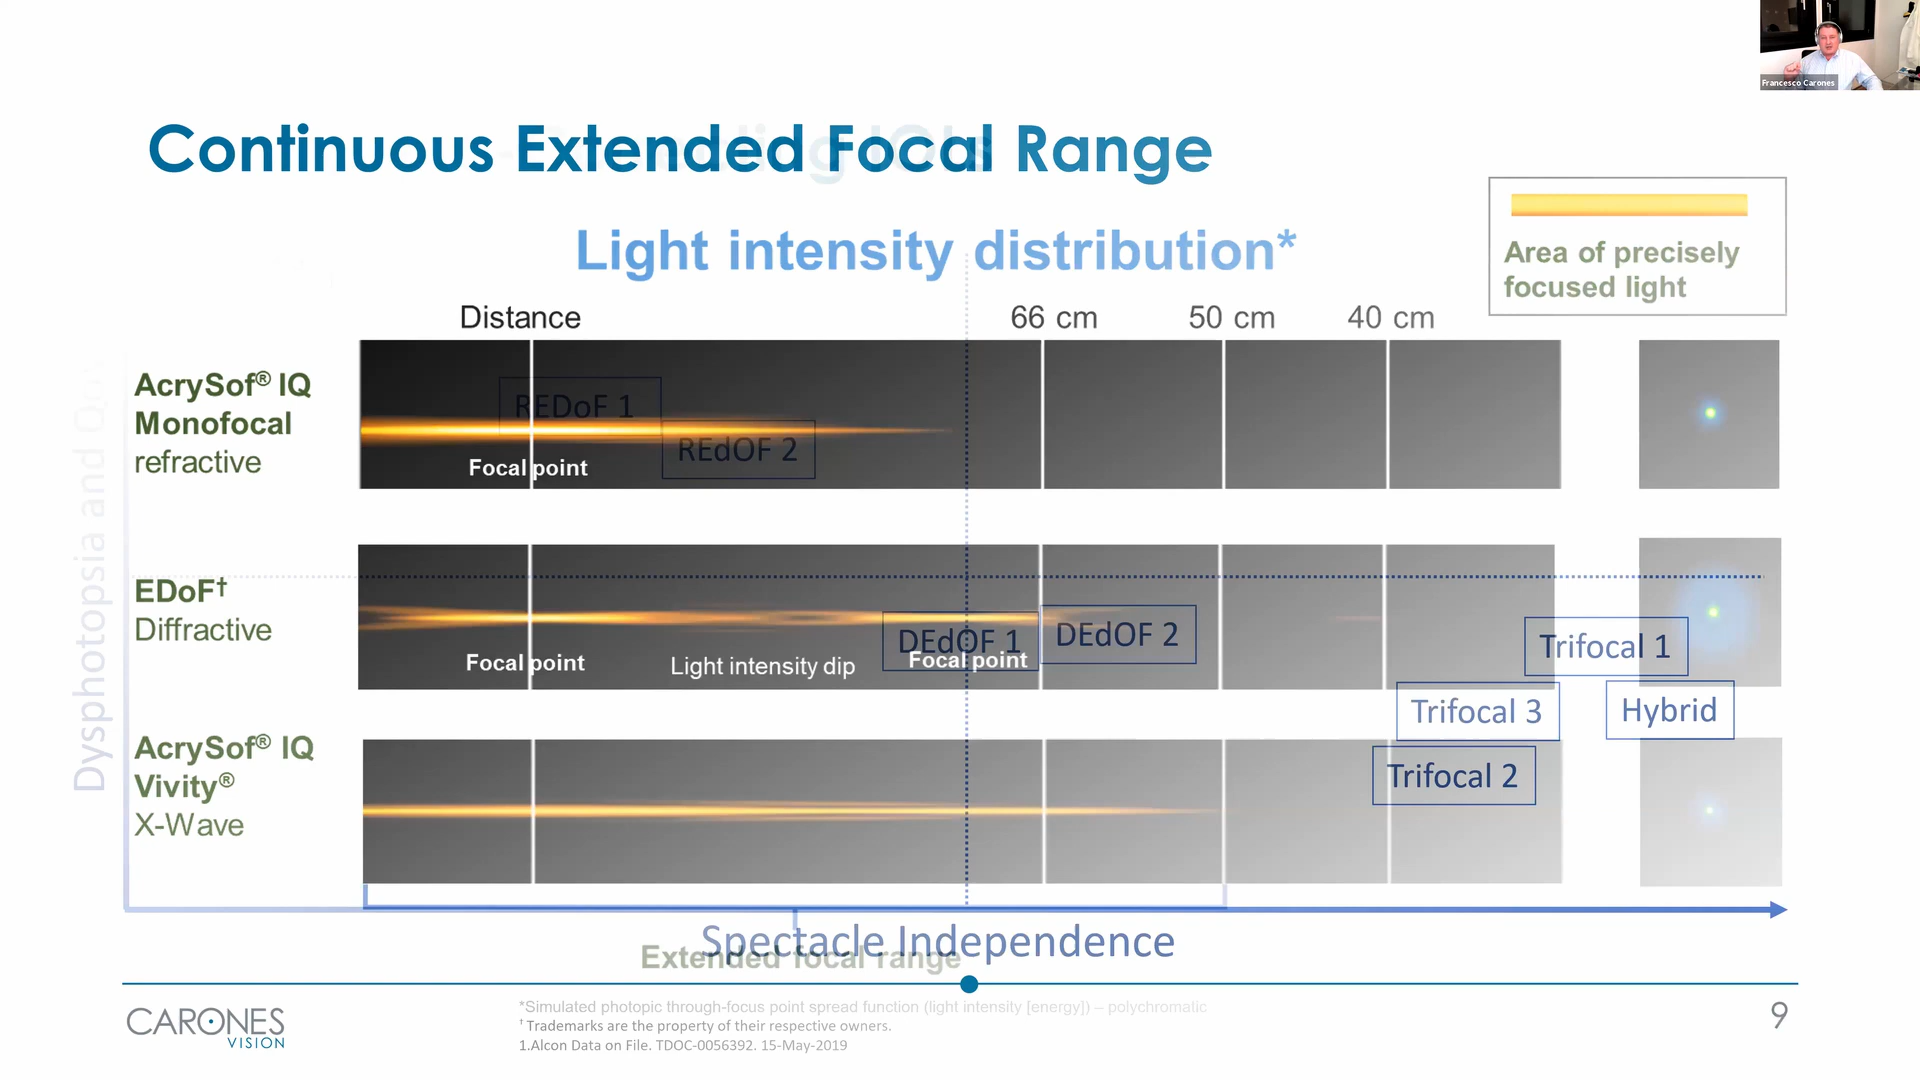 Francesco Carones
Continuous Extended Focal Range
Light intensity distribution*
Area of precisely
focused light
Distance
66 cm
50 cm
40 cm
AcrySof® IQ
Monofocal
refractive
REDoF 1
REdOF 2
Focal point
EDoF†
Diffractive
Focal point
Light intensity dip
Focal point
DEdOF 1
DEdOF 2
Trifocal 1
Trifocal 3
Hybrid
Trifocal 2
AcrySof® IQ
Vivity®
X-Wave
Dysphotopsia and
Spectacle Independence
Extended focal range
CARONES
VISION
*Simulated photopic through-focus point spread function (light intensity [energy]) – polychromatic
† Trademarks are the property of their respective owners.
1.Alcon Data on File. TDOC-0056392. 15-May-2019
9